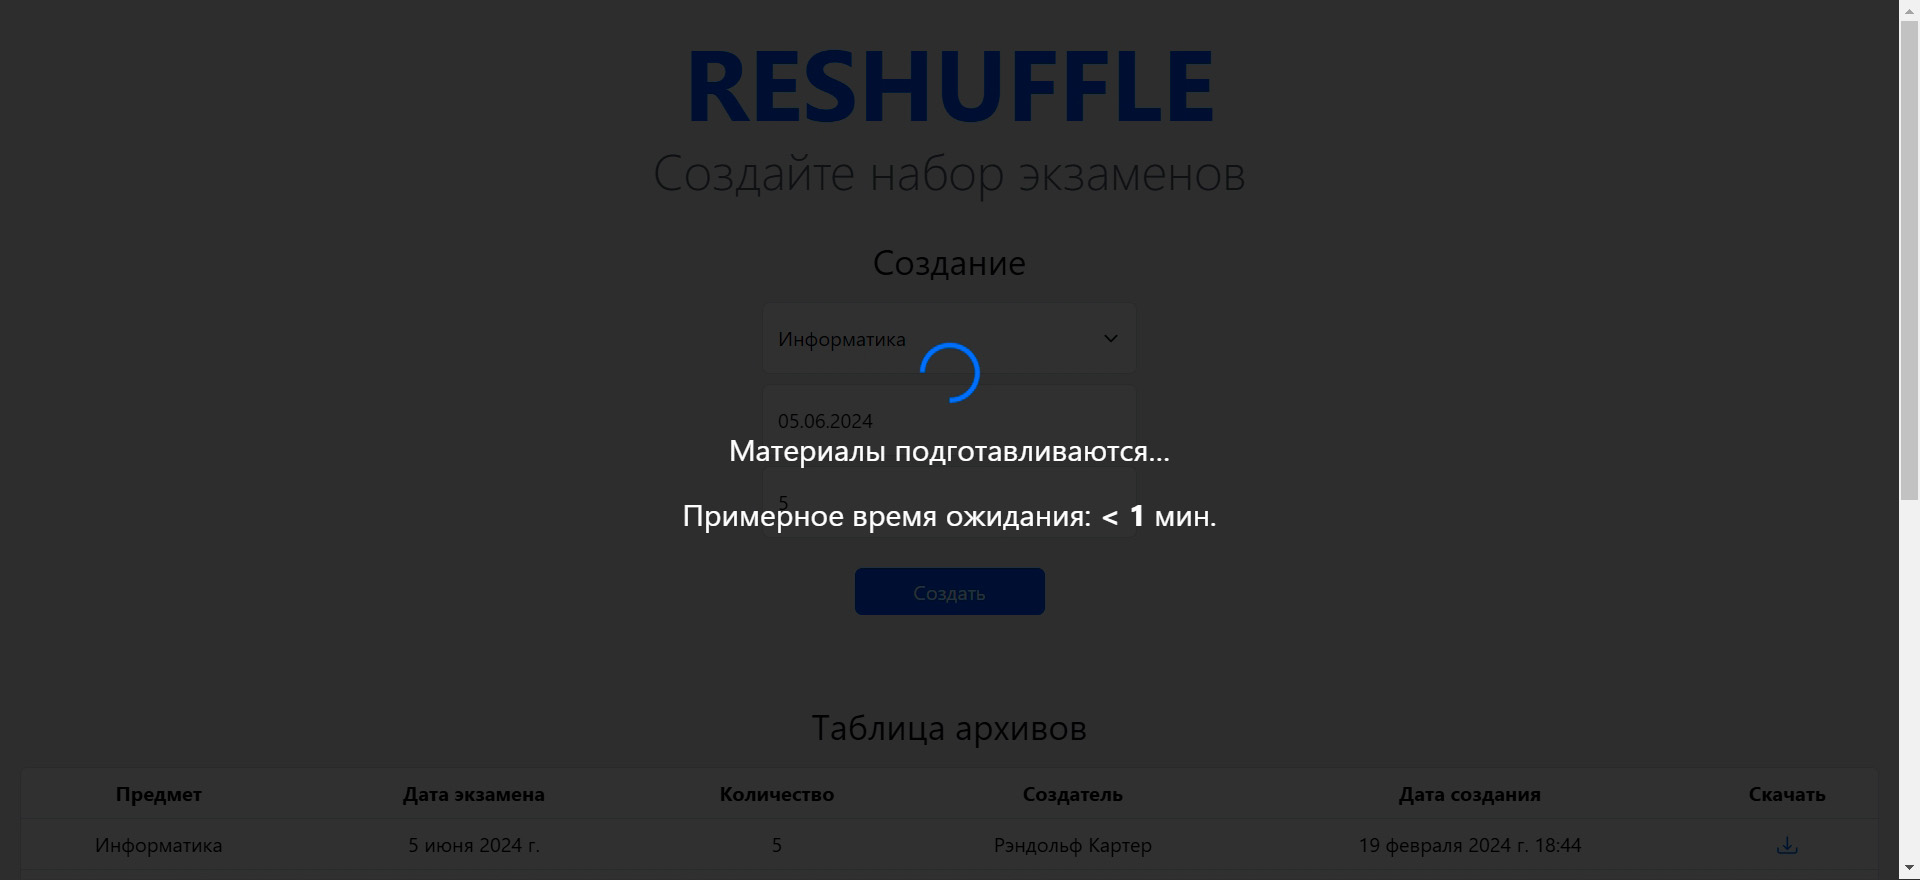 RESHUFFLE
Создайте набор экзаменов
Создание
Информатика
05.06.2024
Материалы подготавливаются...
5
Примерное время ожидания: < 1 мин.
Создать
Таблица архивов
Предмет Дата экзамена Количество Создатель Дата создания Скачать
Информатика 5 июня 2024 г. 5 Рэндольф Картер 19 февраля 2024 г. 18:44